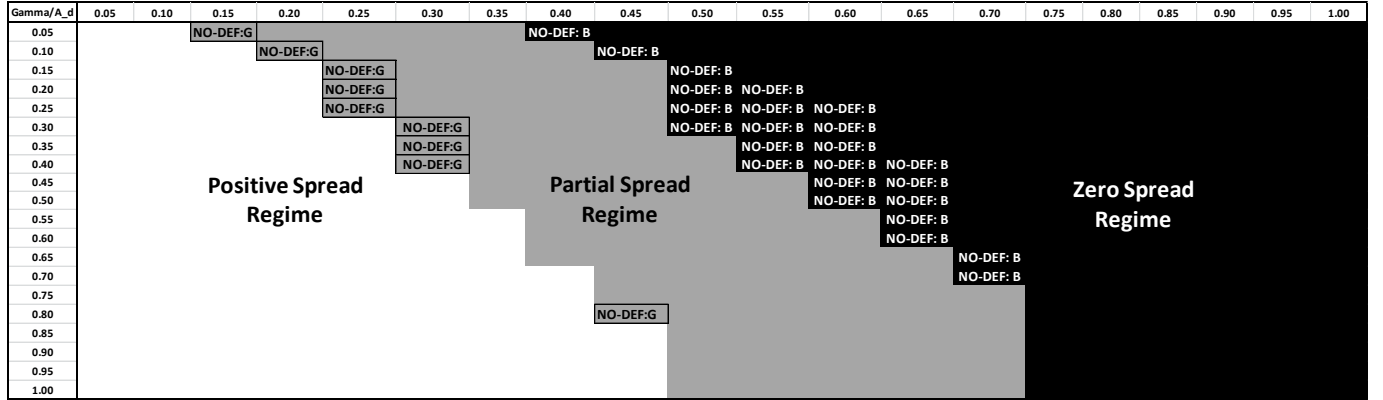 Gamma/A_d 0.05 0.10 0.15 0.20 0.25 0.30 0.35 0.40 0.45 0.50 0.55 0.60 0.65 0.70 0.75 0.80 0.85 0.90 0.95 1.00
0.05 NO-DEF:G NO-DEF: B
0.10 NO-DEF:G NO-DEF: B
0.15 NO-DEF:G NO-DEF: B
0.20 NO-DEF:G NO-DEF: B NO-DEF: B
0.25 NO-DEF:G NO-DEF: B NO-DEF: B NO-DEF: B
0.30 NO-DEF:G NO-DEF: B NO-DEF: B NO-DEF: B
0.35 NO-DEF:G NO-DEF: B NO-DEF: B
0.40 NO-DEF:G NO-DEF: B NO-DEF: B NO-DEF: B
0.45 NO-DEF: B NO-DEF: B
Positive Spread Partial Spread Zero Spread
0.50 NO-DEF: B NO-DEF: B
Regime Regime Regime
0.55 NO-DEF: B
0.60 NO-DEF: B
0.65 NO-DEF: B
0.70 NO-DEF: B
0.75
0.80 NO-DEF:G
0.85
0.90
0.95
1.00